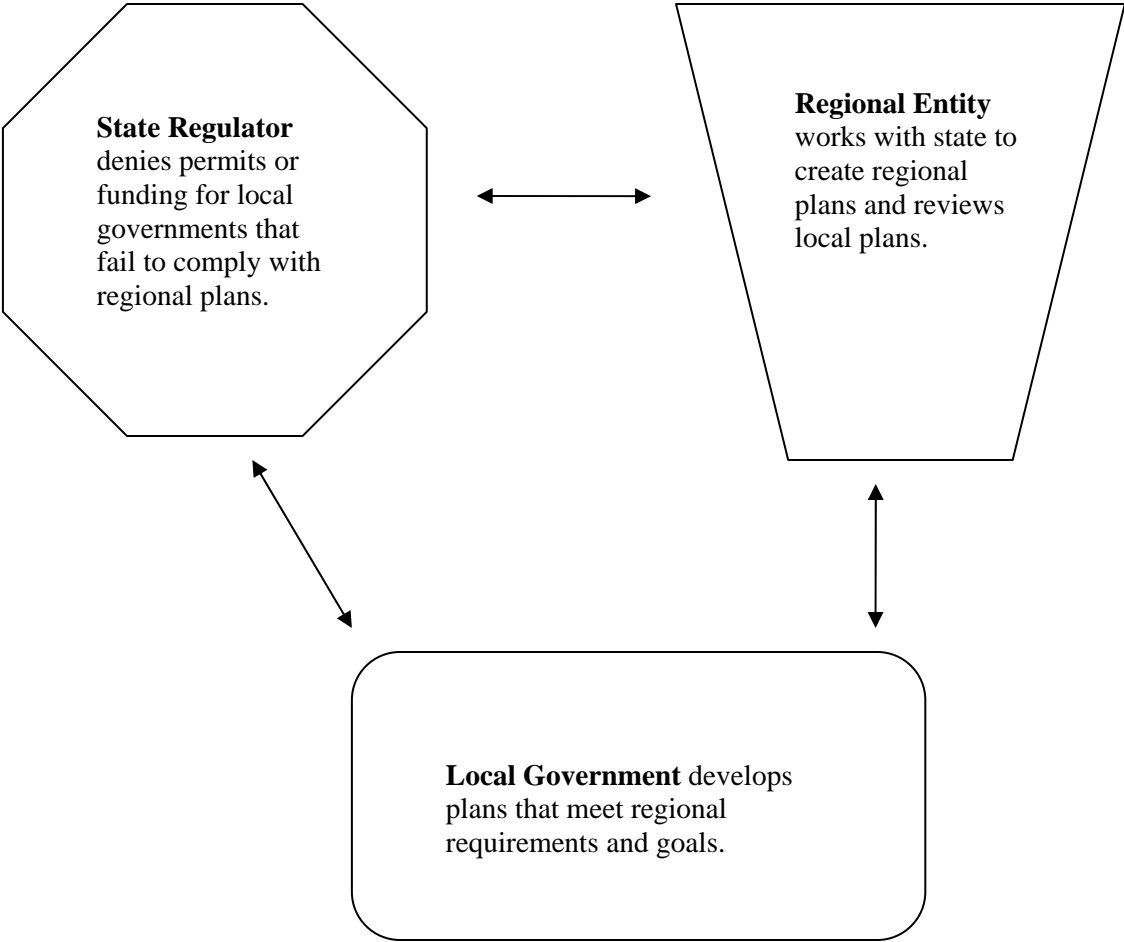 State Regulator
denies permits or
funding for local
governments that
fail to comply with
regional plans.
Regional Entity
works with state to
create regional
plans and reviews
local plans.
Local Government develops
plans that meet regional
requirements and goals.